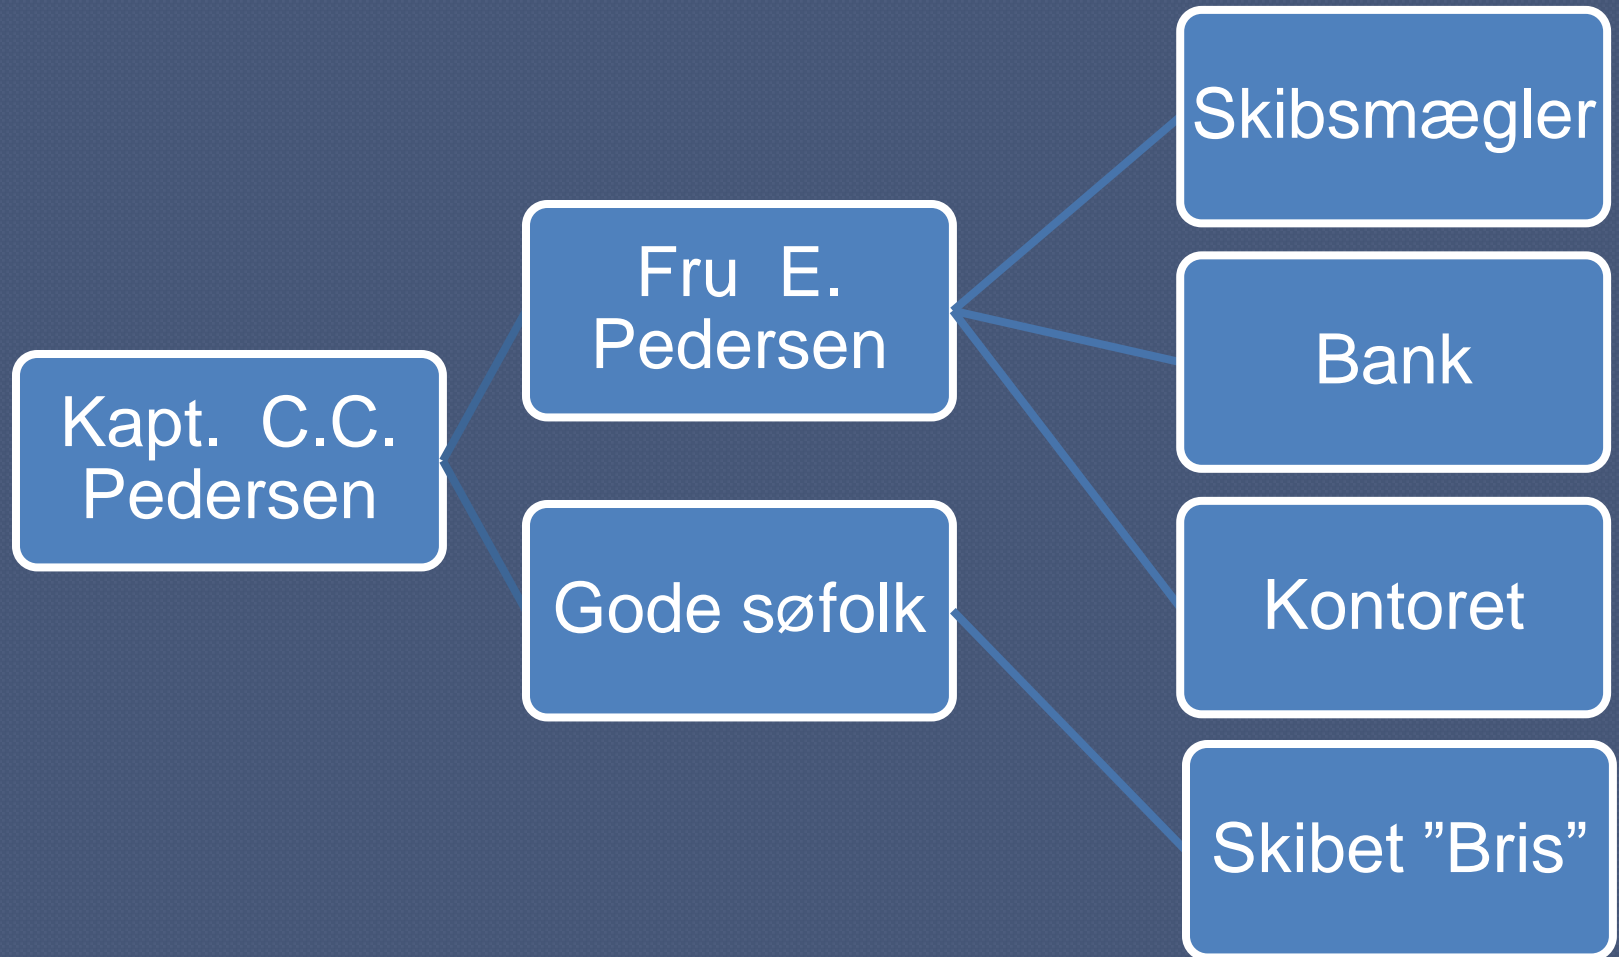 Kapt. C.C.
Pedersen
Fru E.
Pedersen
Gode søfolk
Skibsmægler
Bank
Kontoret
Skibet ”Bris”